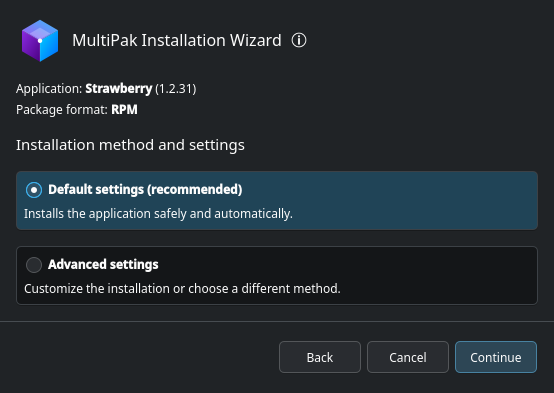 MultiPak Installation Wizard
Application: Strawberry (1.2.31)
Package format: RPM
Installation method and settings
Default settings (recommended)
Installs the application safely and automatically.
Advanced settings
Customize the installation or choose a different method.
Back
Cancel
Continue